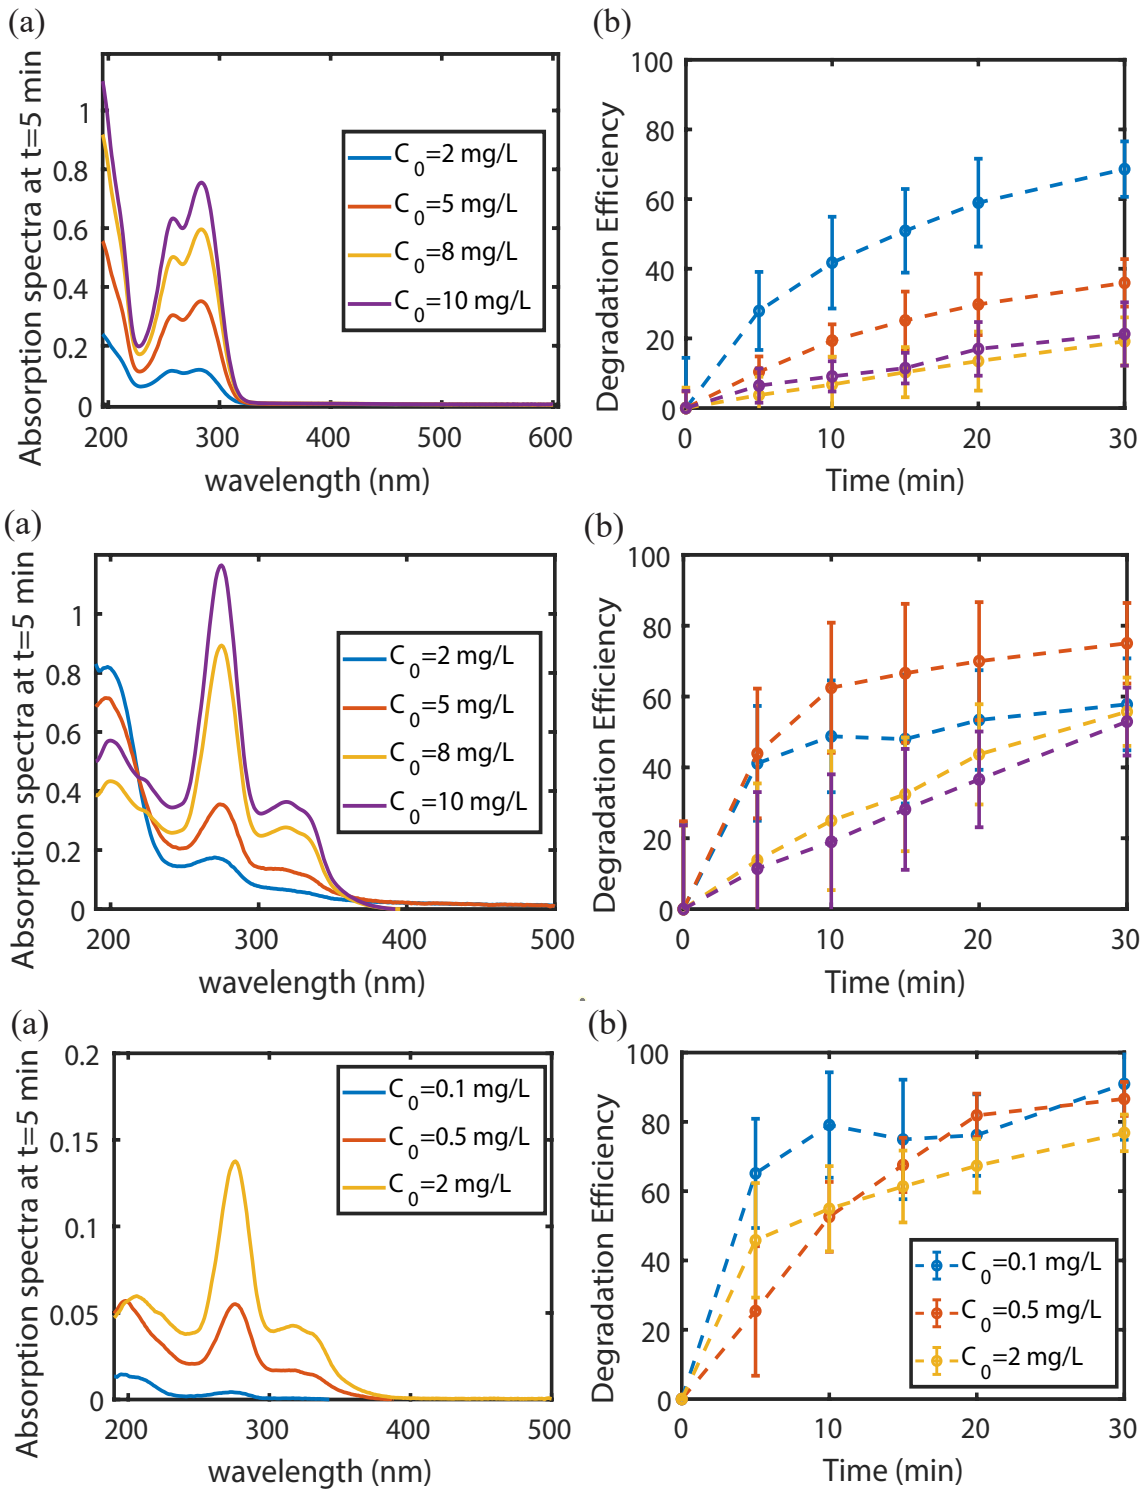 (a)
Absorption spectra at t=5 min
1
0.8
0.6
0.4
0.2
0
200
300
400
500
600
wavelength (nm)
C0=2 mg/L
C0=5 mg/L
C0=8 mg/L
C0=10 mg/L
(b)
Degradation Efficiency
100
80
60
40
20
0
0
10
20
30
Time (min)
(a)
Absorption spectra at t=5 min
1
0.8
0.6
0.4
0.2
0
200
300
400
500
wavelength (nm)
C0=2 mg/L
C0=5 mg/L
C0=8 mg/L
C0=10 mg/L
(b)
Degradation Efficiency
100
80
60
40
20
0
0
10
20
30
Time (min)
(a)
Absorption spectra at t=5 min
0.2
0.15
0.1
0.05
0
200
300
400
500
wavelength (nm)
C0=0.1 mg/L
C0=0.5 mg/L
C0=2 mg/L
(b)
Degradation Efficiency
100
80
60
40
20
0
0
10
20
30
Time (min)
C0=0.1 mg/L
C0=0.5 mg/L
C0=2 mg/L